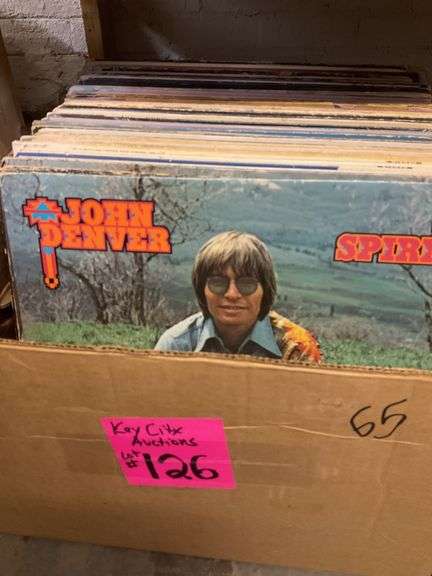 JOHN
DENVER
SPIRI
65
Key City
Auctions
Lot
# 126